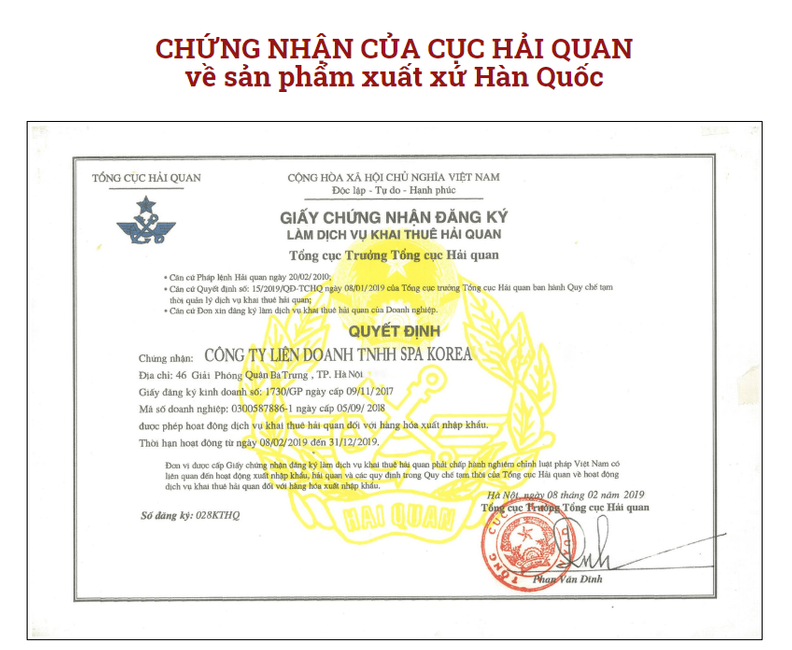 CHỨNG NHẬN CỦA CỤC HẢI QUAN
về sản phẩm xuất xứ Hàn Quốc
TỔNG CỤC HẢI QUAN
CỘNG HÒA XÃ HỘI CHỦ NGHĨA VIỆT NAM
Độc lập - Tự do - Hạnh phúc
GIẤY CHỨNG NHẬN ĐĂNG KÝ
LÀM DỊCH VỤ KHAI THUÊ HẢI QUAN
Tổng cục Trưởng Tổng cục Hải quan
* Căn cứ Pháp lệnh Hải quan ngày 20/02/2010;
* Căn cứ Quyết định số: 15/2019/QĐ-TCHQ ngày 08/01/2019 của Tổng cục trưởng Tổng cục Hải quan ban hành Quy chế tạm
thời quản lý dịch vụ khai thuê hải quan;
* Căn cứ Đơn xin đăng ký làm dịch vụ khai thuê hải quan của Doanh nghiệp.
QUYẾT ĐỊNH
Chứng nhận: CÔNG TY LIÊN DOANH TNHH SPA KOREA
Địa chỉ: 46 Giải Phóng Quân Ba Trưng , TP. Hà Nôi
Giấy đăng ký kinh doanh số: 1730/GP ngày cấp 09/11/2017
Mã số doanh nghiệp: 0300587886-1 ngày cấp 05/09/ 2018
được phép hoạt động dịch vụ khai thuê hải quan đối với hàng hóa xuất nhập khẩu.
Thời hạn hoạt động từ ngày 08/02/2019 đến 31/12/2019.
Đơn vị được cấp Giấy chứng nhận đăng ký làm dịch vụ khai thuê hải quan phải chấp hành nghiêm chỉnh luật pháp Việt Nam có
liên quan đến hoạt động xuất nhập khẩu, hải quan và các quy định trong Quy chế tạm thời của Tổng cục Hải quan về hoạt động
dịch vụ khai thuê hải quan đối với hàng hóa xuất nhập khẩu.
HẢI QUAN
Hà Nội, ngày 08 tháng 02 năm 2019
Tổng cục Trưởng Tổng cục Hải quan
Số đăng ký: 028KTHQ
TỔNG CỤC HẢI QUAN
Phan Văn Dĩnh